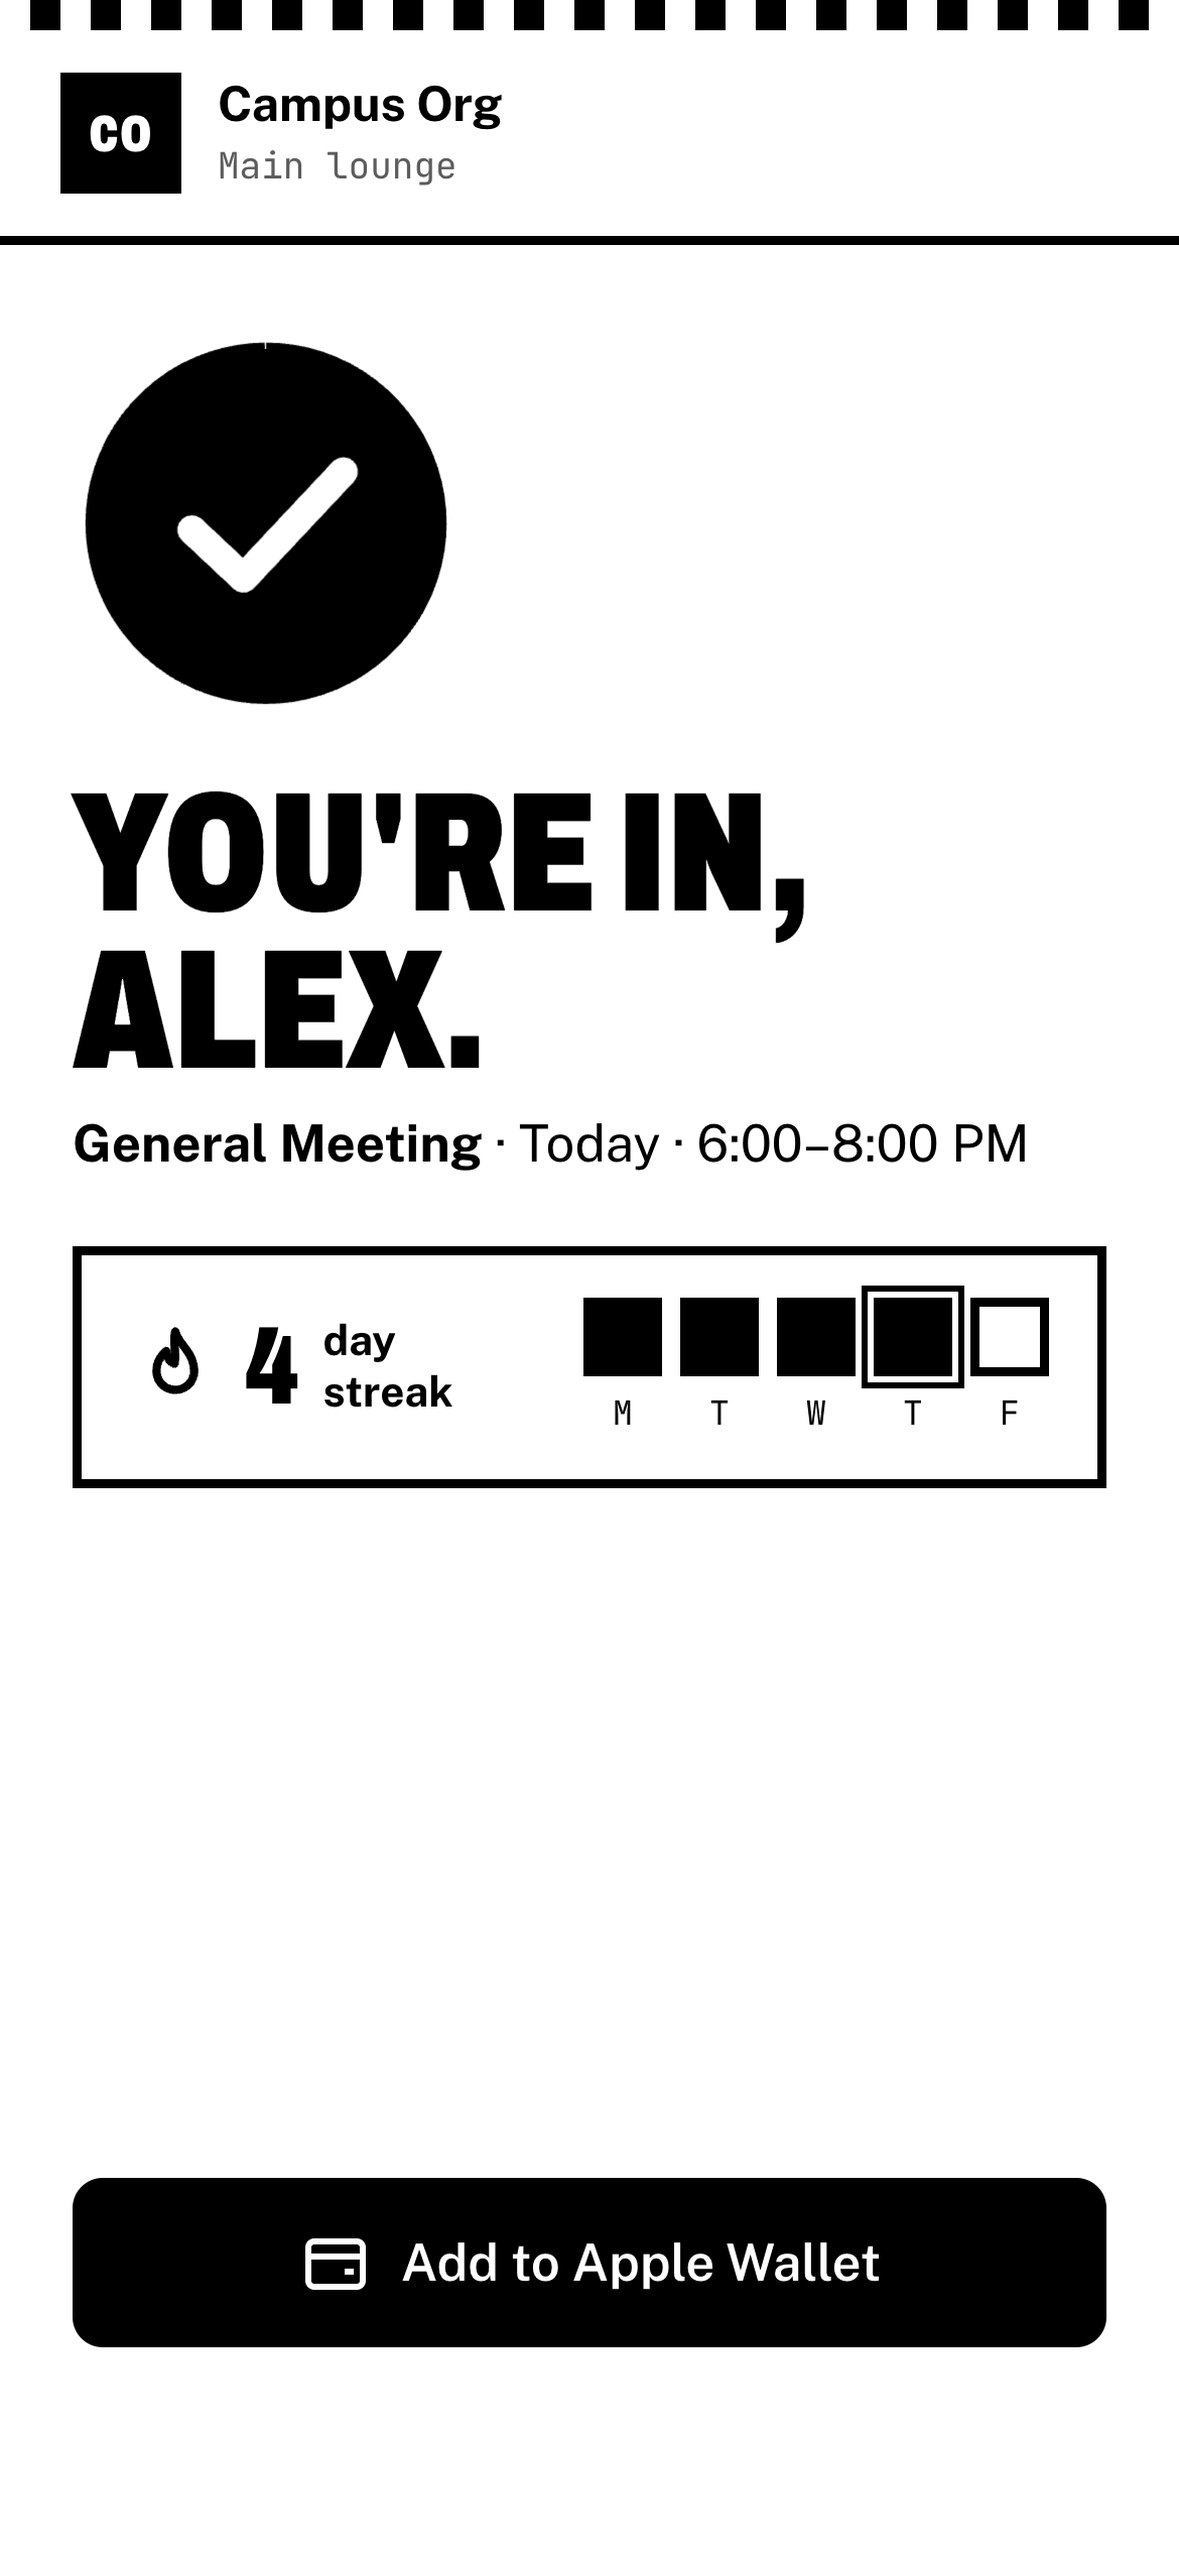 CO
Campus Org
Main lounge
YOU'RE IN,
ALEX.
General Meeting · Today · 6:00–8:00 PM
4 day
streak
M T W T F
Add to Apple Wallet